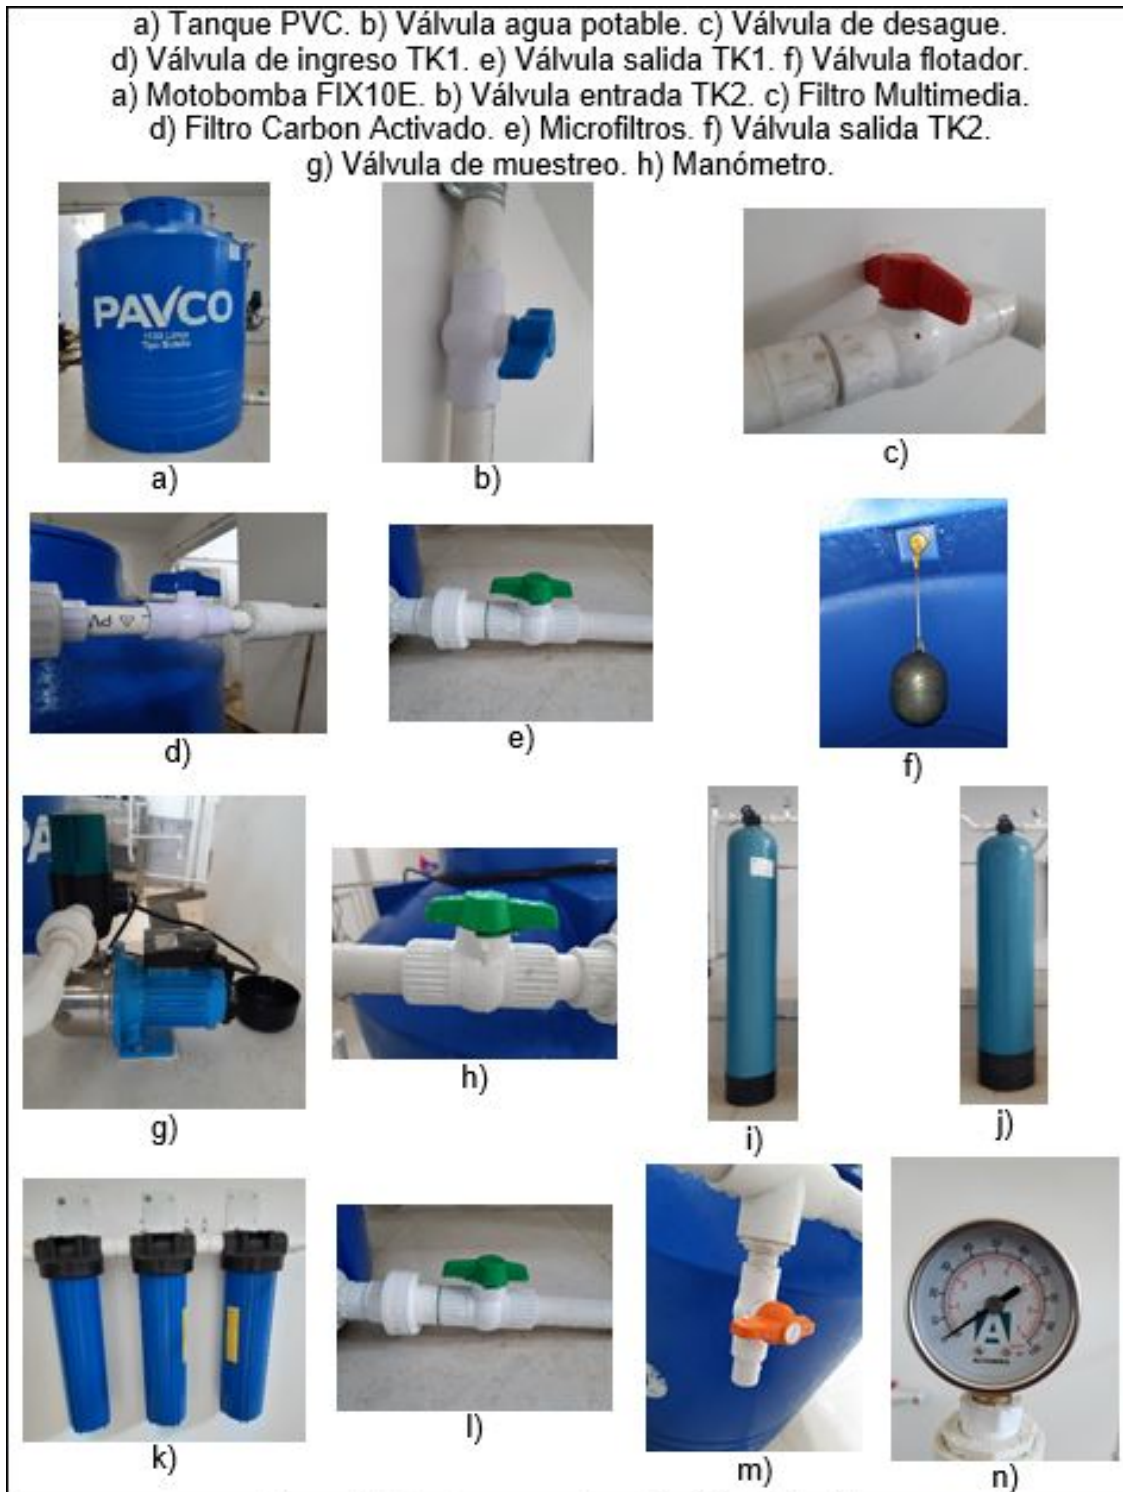 a) Tanque PVC. b) Válvula agua potable. c) Válvula de desague.
d) Válvula de ingreso TK1. e) Válvula salida TK1. f) Válvula flotador.
a) Motobomba FIX10E. b) Válvula entrada TK2. c) Filtro Multimedia.
d) Filtro Carbon Activado. e) Microfiltros. f) Válvula salida TK2.
g) Válvula de muestreo. h) Manómetro.
PAVCO
a)
b)
c)
d)
e)
f)
g)
h)
i)
j)
k)
l)
m)
A
n)